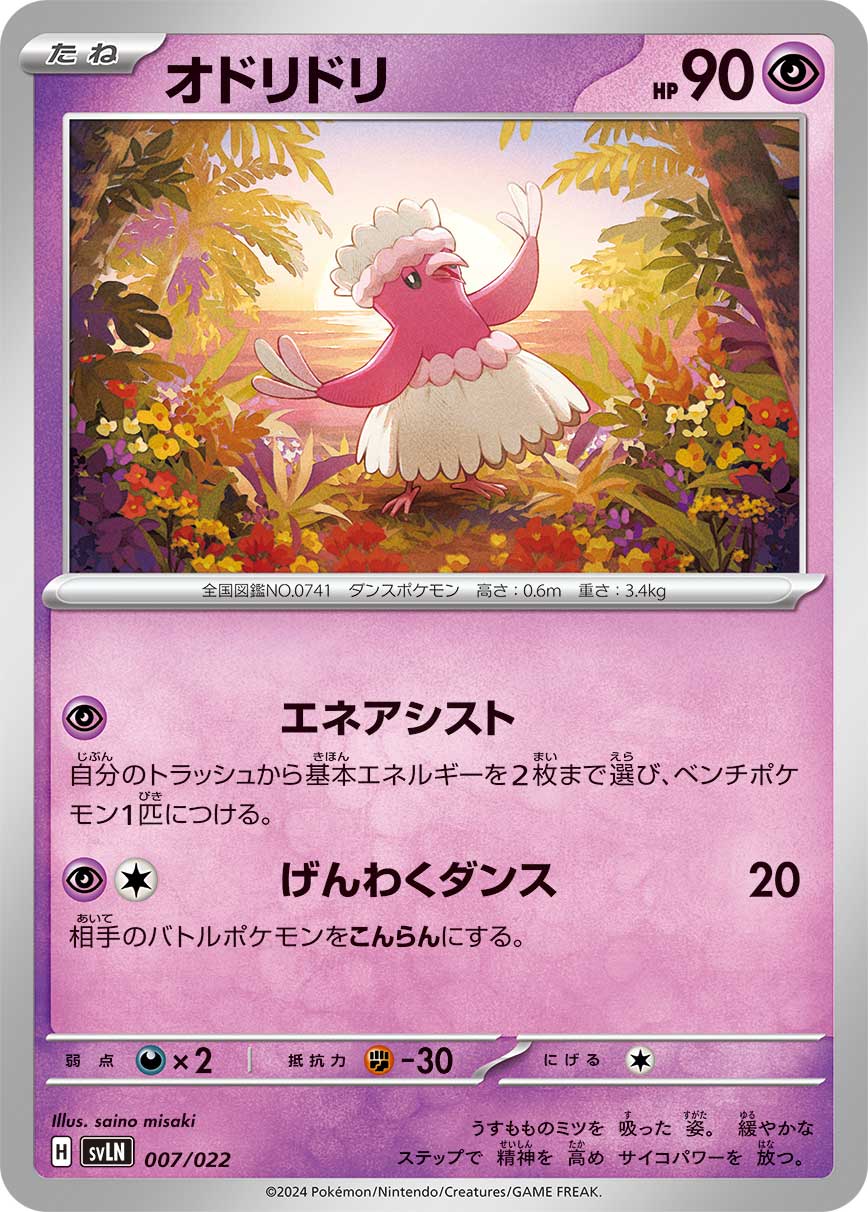 たね
オドリドリ
HP 90
全国図鑑NO.0741 ダンスポケモン 高さ:0.6m 重さ:3.4kg
エネアシスト
自分のトラッシュから基本エネルギーを2枚まで選び、ベンチポケ
モン1匹につける。
げんわくダンス 20
相手のバトルポケモンをこんらんにする。
弱点 ×2 抵抗力 -30 にげる
Illus. saino misaki
うすもものミツを 吸った 姿。 緩やかな
ステップで 精神を 高め サイコパワーを 放つ。
H svLN 007/022
©2024 Pokémon/Nintendo/Creatures/GAME FREAK.